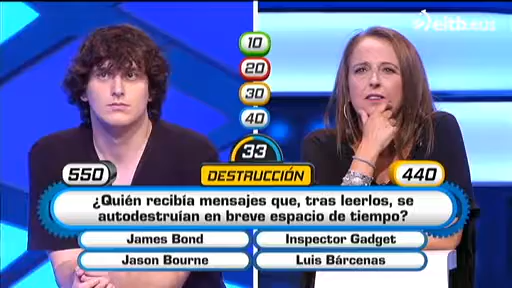 eitb.eus
10
20
30
40
33
550
DESTRUCCIÓN
440
¿Quién recibía mensajes que, tras leerlos, se
autodestruían en breve espacio de tiempo?
James Bond
Inspector Gadget
Jason Bourne
Luis Bárcenas